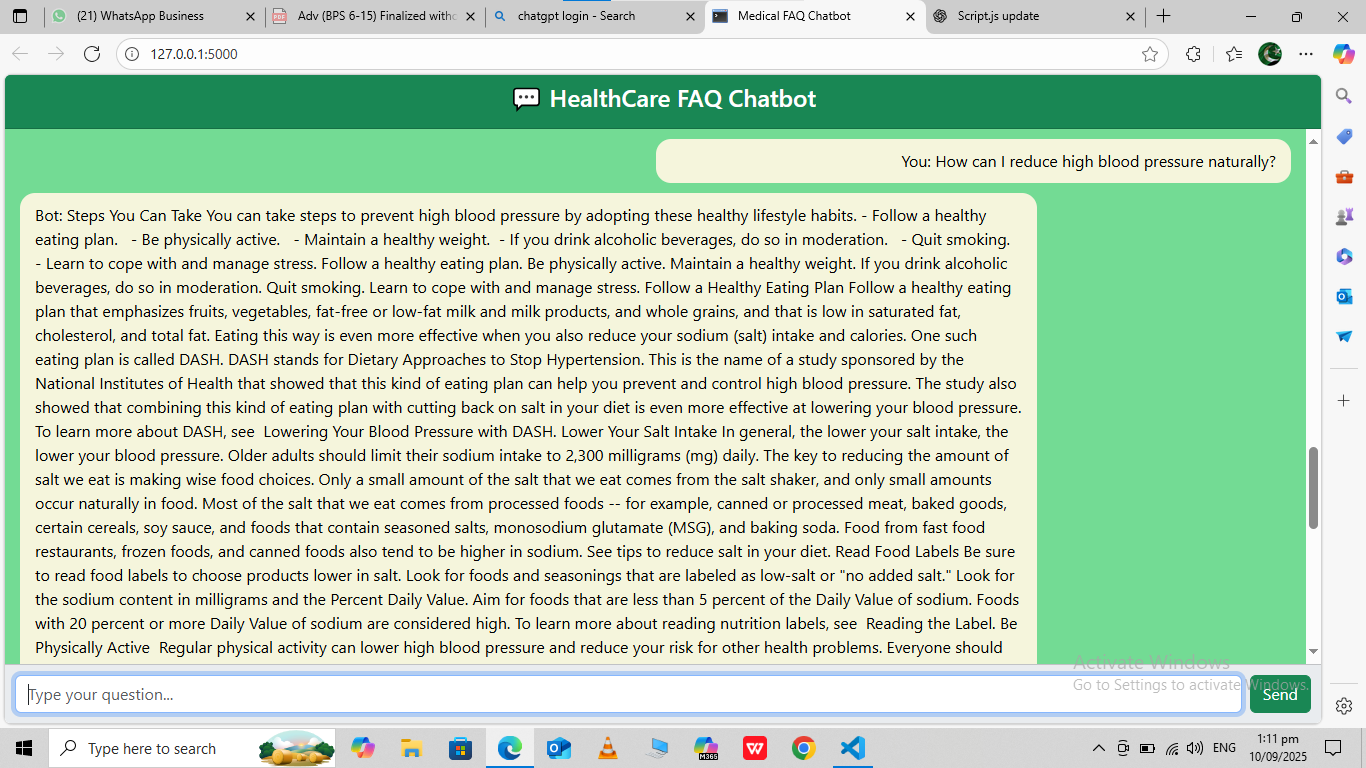 (21) WhatsApp Business
Adv (BPS 6-15) Finalized witho
chatgpt login - Search
Medical FAQ Chatbot
Script.js update
127.0.0.1:5000
HealthCare FAQ Chatbot
You: How can I reduce high blood pressure naturally?
Bot: Steps You Can Take You can take steps to prevent high blood pressure by adopting these healthy lifestyle habits. - Follow a healthy
eating plan. - Be physically active. - Maintain a healthy weight. - If you drink alcoholic beverages, do so in moderation. - Quit smoking.
- Learn to cope with and manage stress. Follow a healthy eating plan. Be physically active. Maintain a healthy weight. If you drink alcoholic
beverages, do so in moderation. Quit smoking. Learn to cope with and manage stress. Follow a Healthy Eating Plan Follow a healthy eating
plan that emphasizes fruits, vegetables, fat-free or low-fat milk and milk products, and whole grains, and that is low in saturated fat,
cholesterol, and total fat. Eating this way is even more effective when you also reduce your sodium (salt) intake and calories. One such
eating plan is called DASH. DASH stands for Dietary Approaches to Stop Hypertension. This is the name of a study sponsored by the
National Institutes of Health that showed that this kind of eating plan can help you prevent and control high blood pressure. The study also
showed that combining this kind of eating plan with cutting back on salt in your diet is even more effective at lowering your blood pressure.
To learn more about DASH, see Lowering Your Blood Pressure with DASH. Lower Your Salt Intake In general, the lower your salt intake, the
lower your blood pressure. Older adults should limit their sodium intake to 2,300 milligrams (mg) daily. The key to reducing the amount of
salt we eat is making wise food choices. Only a small amount of the salt that we eat comes from the salt shaker, and only small amounts
occur naturally in food. Most of the salt that we eat comes from processed foods -- for example, canned or processed meat, baked goods,
certain cereals, soy sauce, and foods that contain seasoned salts, monosodium glutamate (MSG), and baking soda. Food from fast food
restaurants, frozen foods, and canned foods also tend to be higher in sodium. See tips to reduce salt in your diet. Read Food Labels Be sure
to read food labels to choose products lower in salt. Look for foods and seasonings that are labeled as low-salt or "no added salt." Look for
the sodium content in milligrams and the Percent Daily Value. Aim for foods that are less than 5 percent of the Daily Value of sodium. Foods
with 20 percent or more Daily Value of sodium are considered high. To learn more about reading nutrition labels, see Reading the Label. Be
Physically Active Regular physical activity can lower high blood pressure and reduce your risk for other health problems. Everyone should
Activate Windows
Go to Settings to activate Windows.
Type your question...
Send
Type here to search
M365
ENG
1:11 pm
10/09/2025